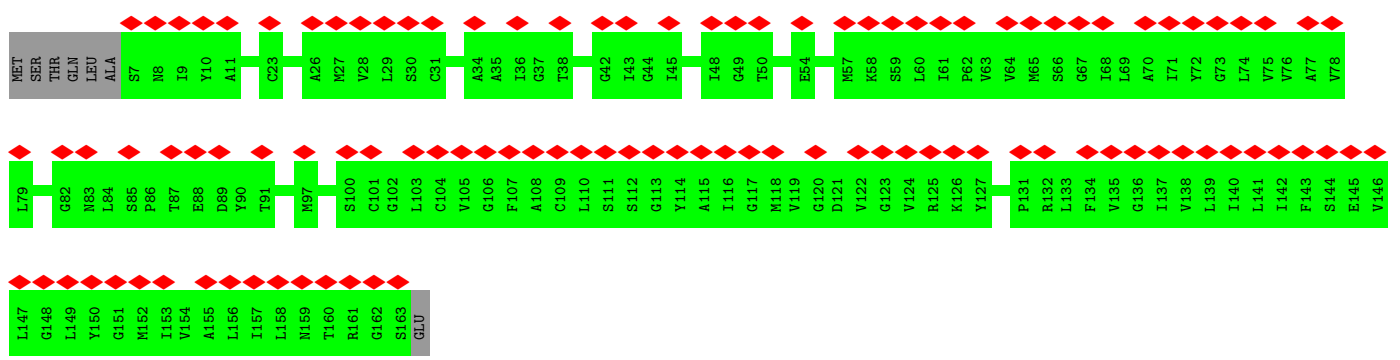 MET SER THR GLN LEU ALA S7 N8 I9 Y10 A11 C23 A26 M27 V28 L29 S30 C31 A34 A35 I36 G37 T38 G42 I43 G44 I45 I48 G49 T50 E54 M57 K58 S59 L60 I61 P62 V63 V64 M65 S66 G67 I68 L69 A70 I71 Y72 G73 L74 V75 V76 A77 V78
L79 G82 N83 L84 S85 P86 T87 E88 D89 Y90 T91 M97 S100 C101 G102 L103 C104 V105 G106 F107 A108 C109 L110 S111 S112 G113 Y114 A115 I116 G117 M118 V119 G120 D121 V122 G123 V124 R125 K126 Y127 P131 R132 L133 F134 V135 G136 I137 V138 L139 I140 L141 I142 F143 S144 E145 V146
L147 G148 L149 Y150 G151 M152 I153 V154 A155 L156 I157 L158 N159 T160 R161 G162 S163 GLU